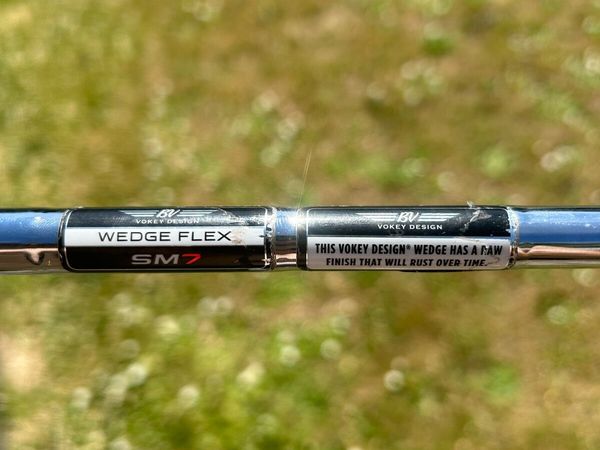 BV
VOKEY DESIGN
WEDGE FLEX
SM7
BV
VOKEY DESIGN
THIS VOKEY DESIGN® WEDGE HAS A RAW
FINISH THAT WILL RUST OVER TIME.